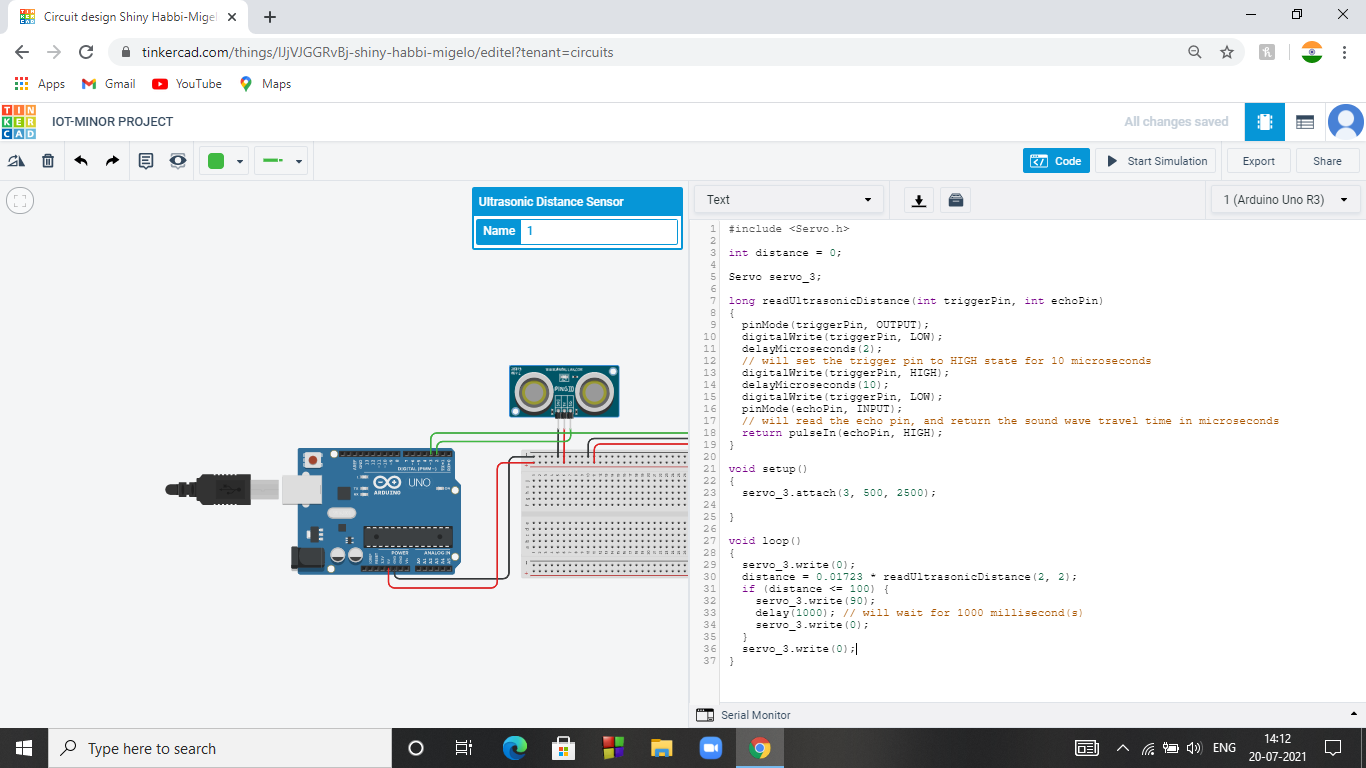 Circuit design Shiny Habbi-Migel
tinkercad.com/things/lJjVJGGRvBj-shiny-habbi-migelo/editel?tenant=circuits
Apps Gmail YouTube Maps
TIN
KER
CAD
IOT-MINOR PROJECT
All changes saved
Code Start Simulation Export Share
Ultrasonic Distance Sensor
Name 1
Text
1 (Arduino Uno R3)
1 #include <Servo.h>
2
3 int distance = 0;
4
5 Servo servo_3;
6
7 long readUltrasonicDistance(int triggerPin, int echoPin)
8 {
9 pinMode(triggerPin, OUTPUT);
10 digitalWrite(triggerPin, LOW);
11 delayMicroseconds(2);
12 // will set the trigger pin to HIGH state for 10 microseconds
13 digitalWrite(triggerPin, HIGH);
14 delayMicroseconds(10);
15 digitalWrite(triggerPin, LOW);
16 pinMode(echoPin, INPUT);
17 // will read the echo pin, and return the sound wave travel time in microseconds
18 return pulseIn(echoPin, HIGH);
19 }
20
21 void setup()
22 {
23 servo_3.attach(3, 500, 2500);
24
25 }
26
27 void loop()
28 {
29 servo_3.write(0);
30 distance = 0.01723 * readUltrasonicDistance(2, 2);
31 if (distance <= 100) {
32 servo_3.write(90);
33 delay(1000); // will wait for 1000 millisecond(s)
34 servo_3.write(0);
35 }
36 servo_3.write(0);
37 }
PING)))
DIGITAL (PWM~)
UNO
ARDUINO
POWER ANALOG IN
Serial Monitor
Type here to search
ENG
14:12
20-07-2021